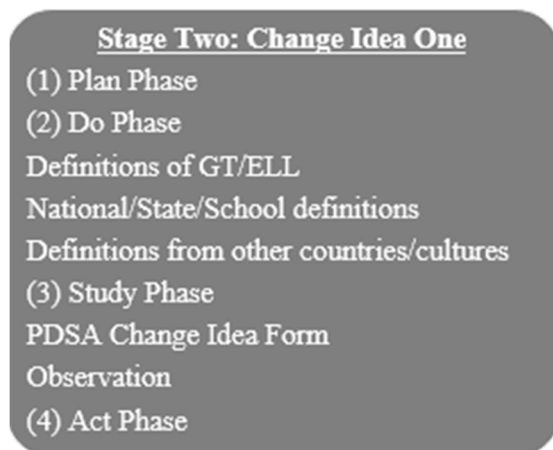 Stage Two: Change Idea One
(1) Plan Phase
(2) Do Phase
Definitions of GT/ELL
National/State/School definitions
Definitions from other countries/cultures
(3) Study Phase
PDSA Change Idea Form
Observation
(4) Act Phase